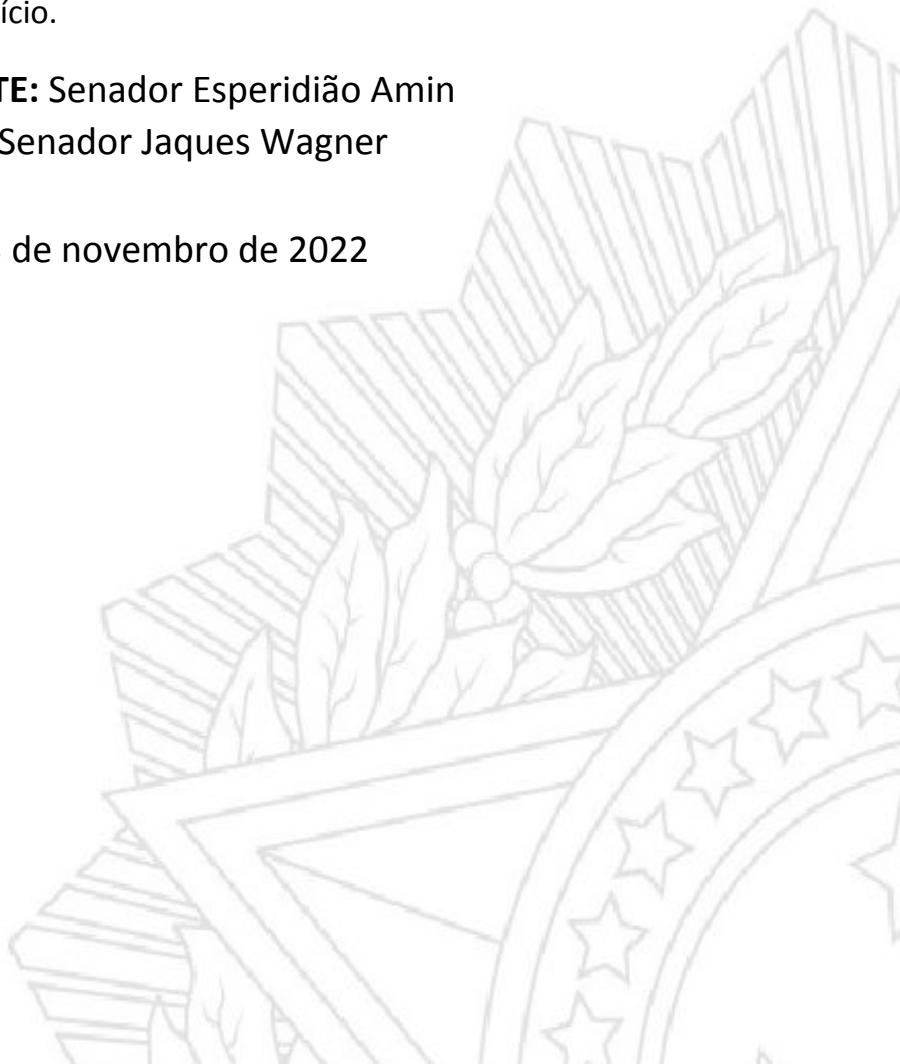 ício.
TE: Senador Esperidião Amin
Senador Jaques Wagner
de novembro de 2022